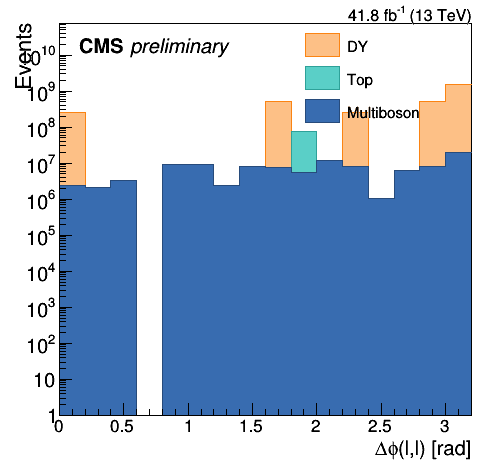 41.8 fb⁻¹ (13 TeV)
CMS preliminary
DY
Top
Multiboson
Events
10¹⁰
10⁹
10⁸
10⁷
10⁶
10⁵
10⁴
10³
10²
10
1
0 0.5 1 1.5 2 2.5 3
Δϕ(l,l) [rad]